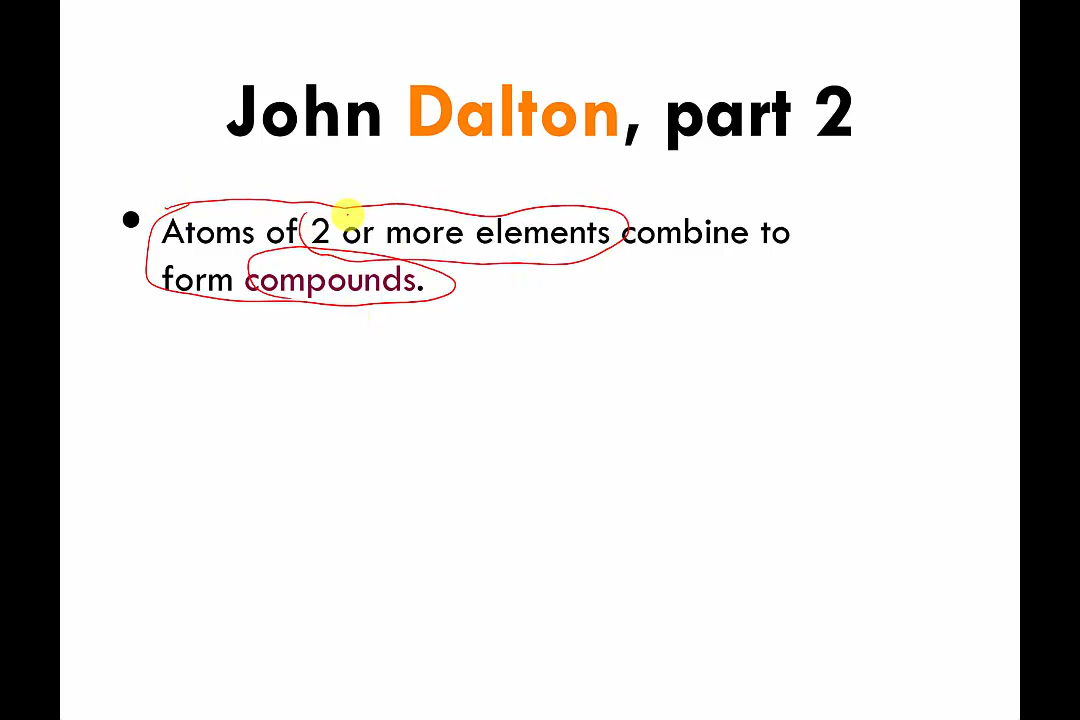 John Dalton, part 2
• Atoms of 2 or more elements combine to
form compounds.